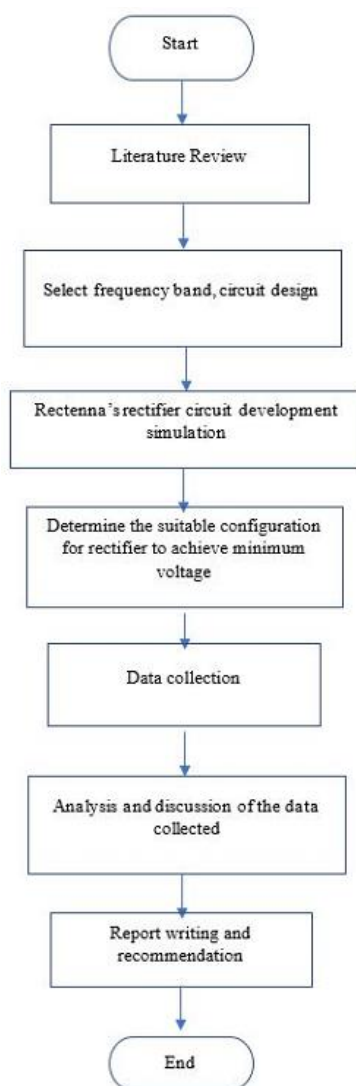 Start
Literature Review
Select frequency band, circuit design
Rectenna’s rectifier circuit development
simulation
Determine the suitable configuration
for rectifier to achieve minimum
voltage
Data collection
Analysis and discussion of the data
collected
Report writing and
recommendation
End